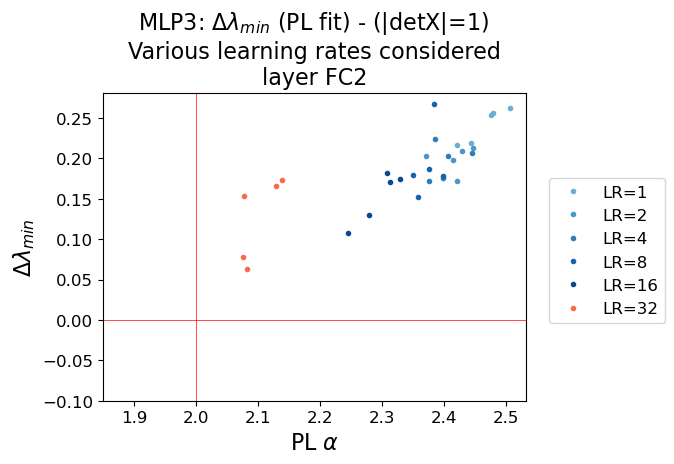 MLP3: Δλmin (PL fit) - (|detX|=1)
Various learning rates considered
layer FC2
0.25
0.20
0.15
0.10
0.05
0.00
−0.05
−0.10
Δλmin
1.9
2.0
2.1
2.2
2.3
2.4
2.5
PL α
LR=1
LR=2
LR=4
LR=8
LR=16
LR=32